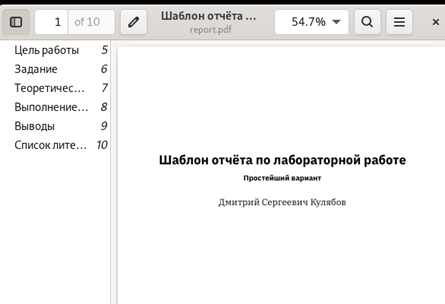 1 of 10
Шаблон отчёта ...
report.pdf
54.7%
Цель работы 5
Задание 6
Теоретичес... 7
Выполнение... 8
Выводы 9
Список лите... 10
Шаблон отчёта по лабораторной работе
Простейший вариант
Дмитрий Сергеевич Кулябов